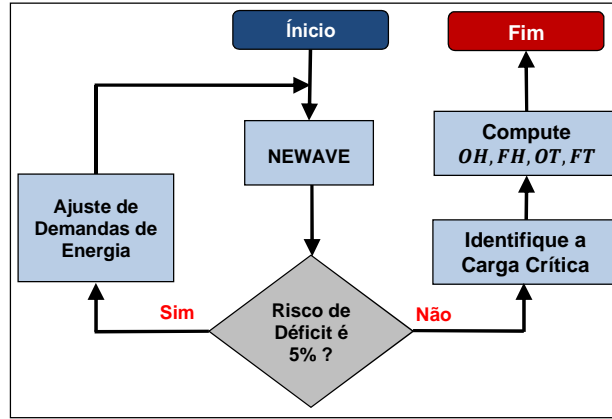 Ínicio
Fim
NEWAVE
Compute
OH, FH, OT, FT
Ajuste de
Demandas de
Energia
Identifique a
Carga Crítica
Sim
Risco de
Déficit é
5% ?
Não